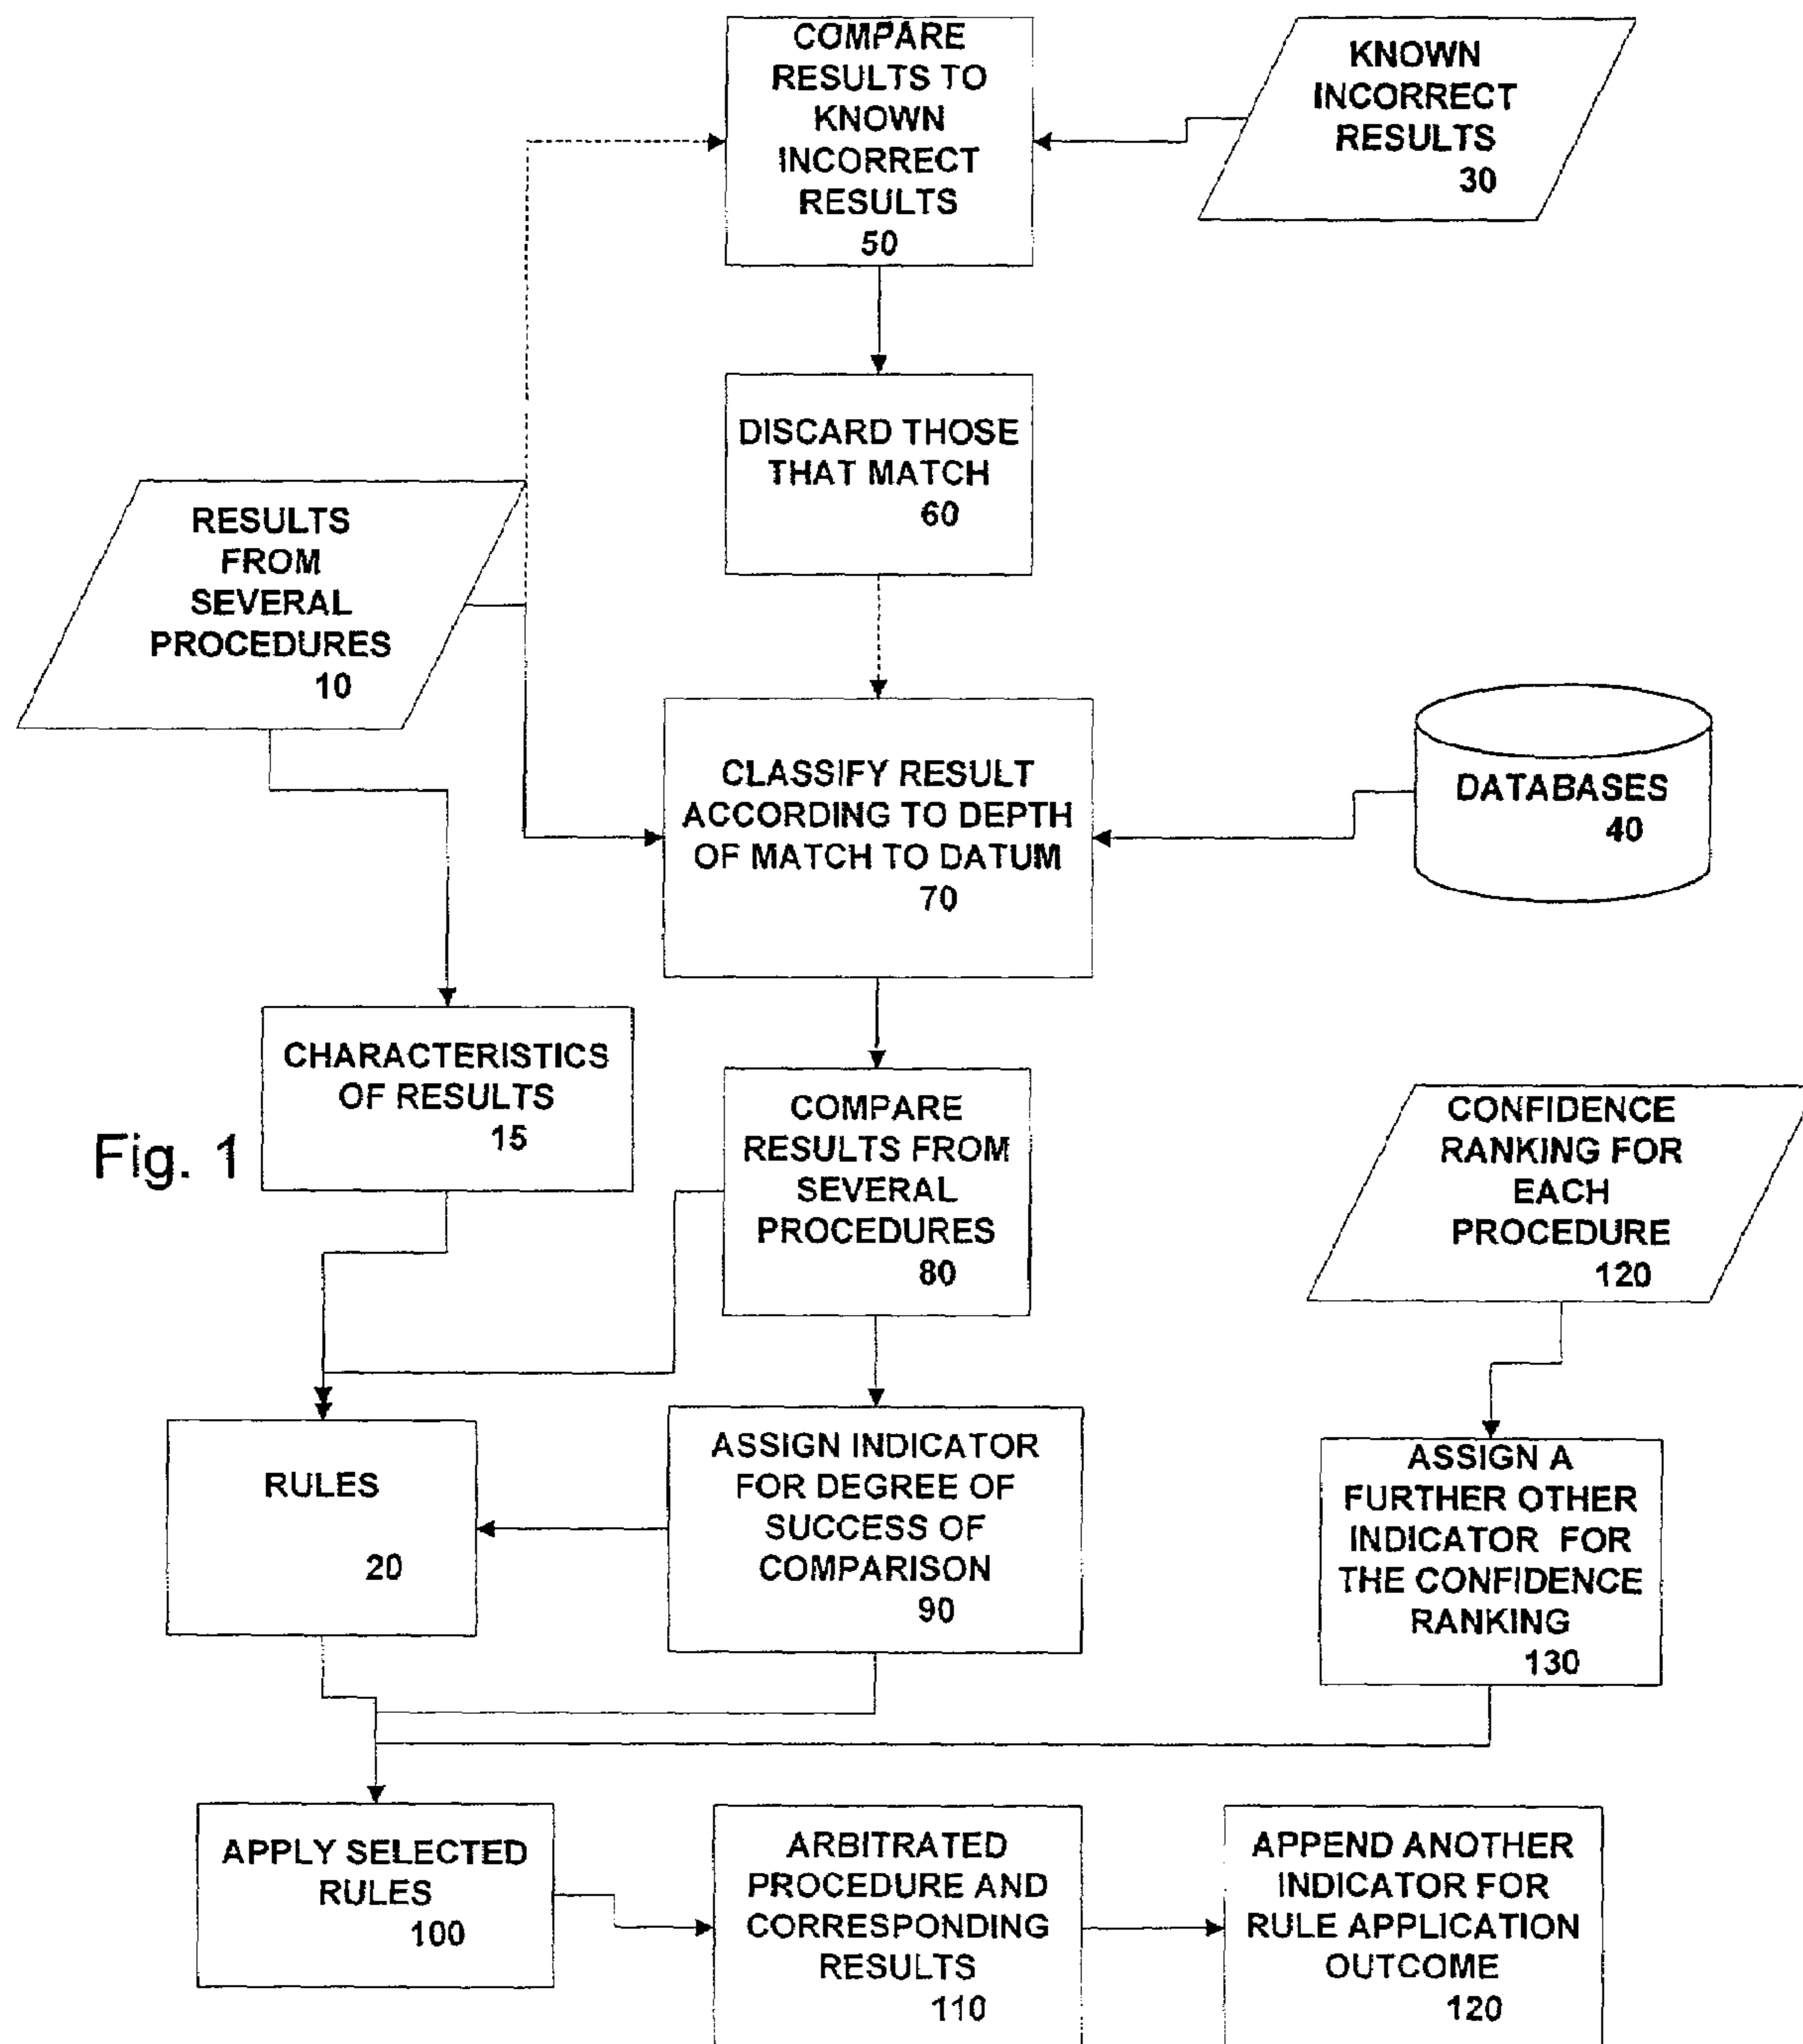 COMPARE
RESULTS TO
KNOWN
INCORRECT
RESULTS
50
KNOWN
INCORRECT
RESULTS
30
DISCARD THOSE
THAT MATCH
60
RESULTS
FROM
SEVERAL
PROCEDURES
10
CLASSIFY RESULT
ACCORDING TO DEPTH
OF MATCH TO DATUM
70
DATABASES
40
CHARACTERISTICS
OF RESULTS
15
Fig. 1
COMPARE
RESULTS FROM
SEVERAL
PROCEDURES
80
CONFIDENCE
RANKING FOR
EACH
PROCEDURE
120
RULES
20
ASSIGN INDICATOR
FOR DEGREE OF
SUCCESS OF
COMPARISON
90
ASSIGN A
FURTHER OTHER
INDICATOR FOR
THE CONFIDENCE
RANKING
130
APPLY SELECTED
RULES
100
ARBITRATED
PROCEDURE AND
CORRESPONDING
RESULTS
110
APPEND ANOTHER
INDICATOR FOR
RULE APPLICATION
OUTCOME
120